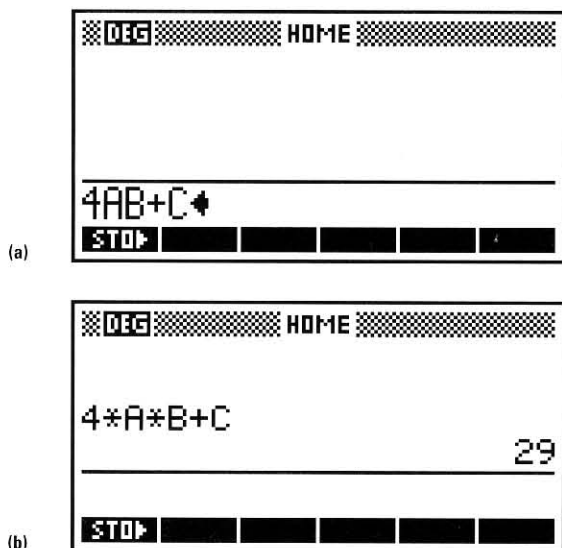 DEG HOME
4AB+C
STO▶
(a)
DEG HOME
4*A*B+C
29
STO▶
(b)